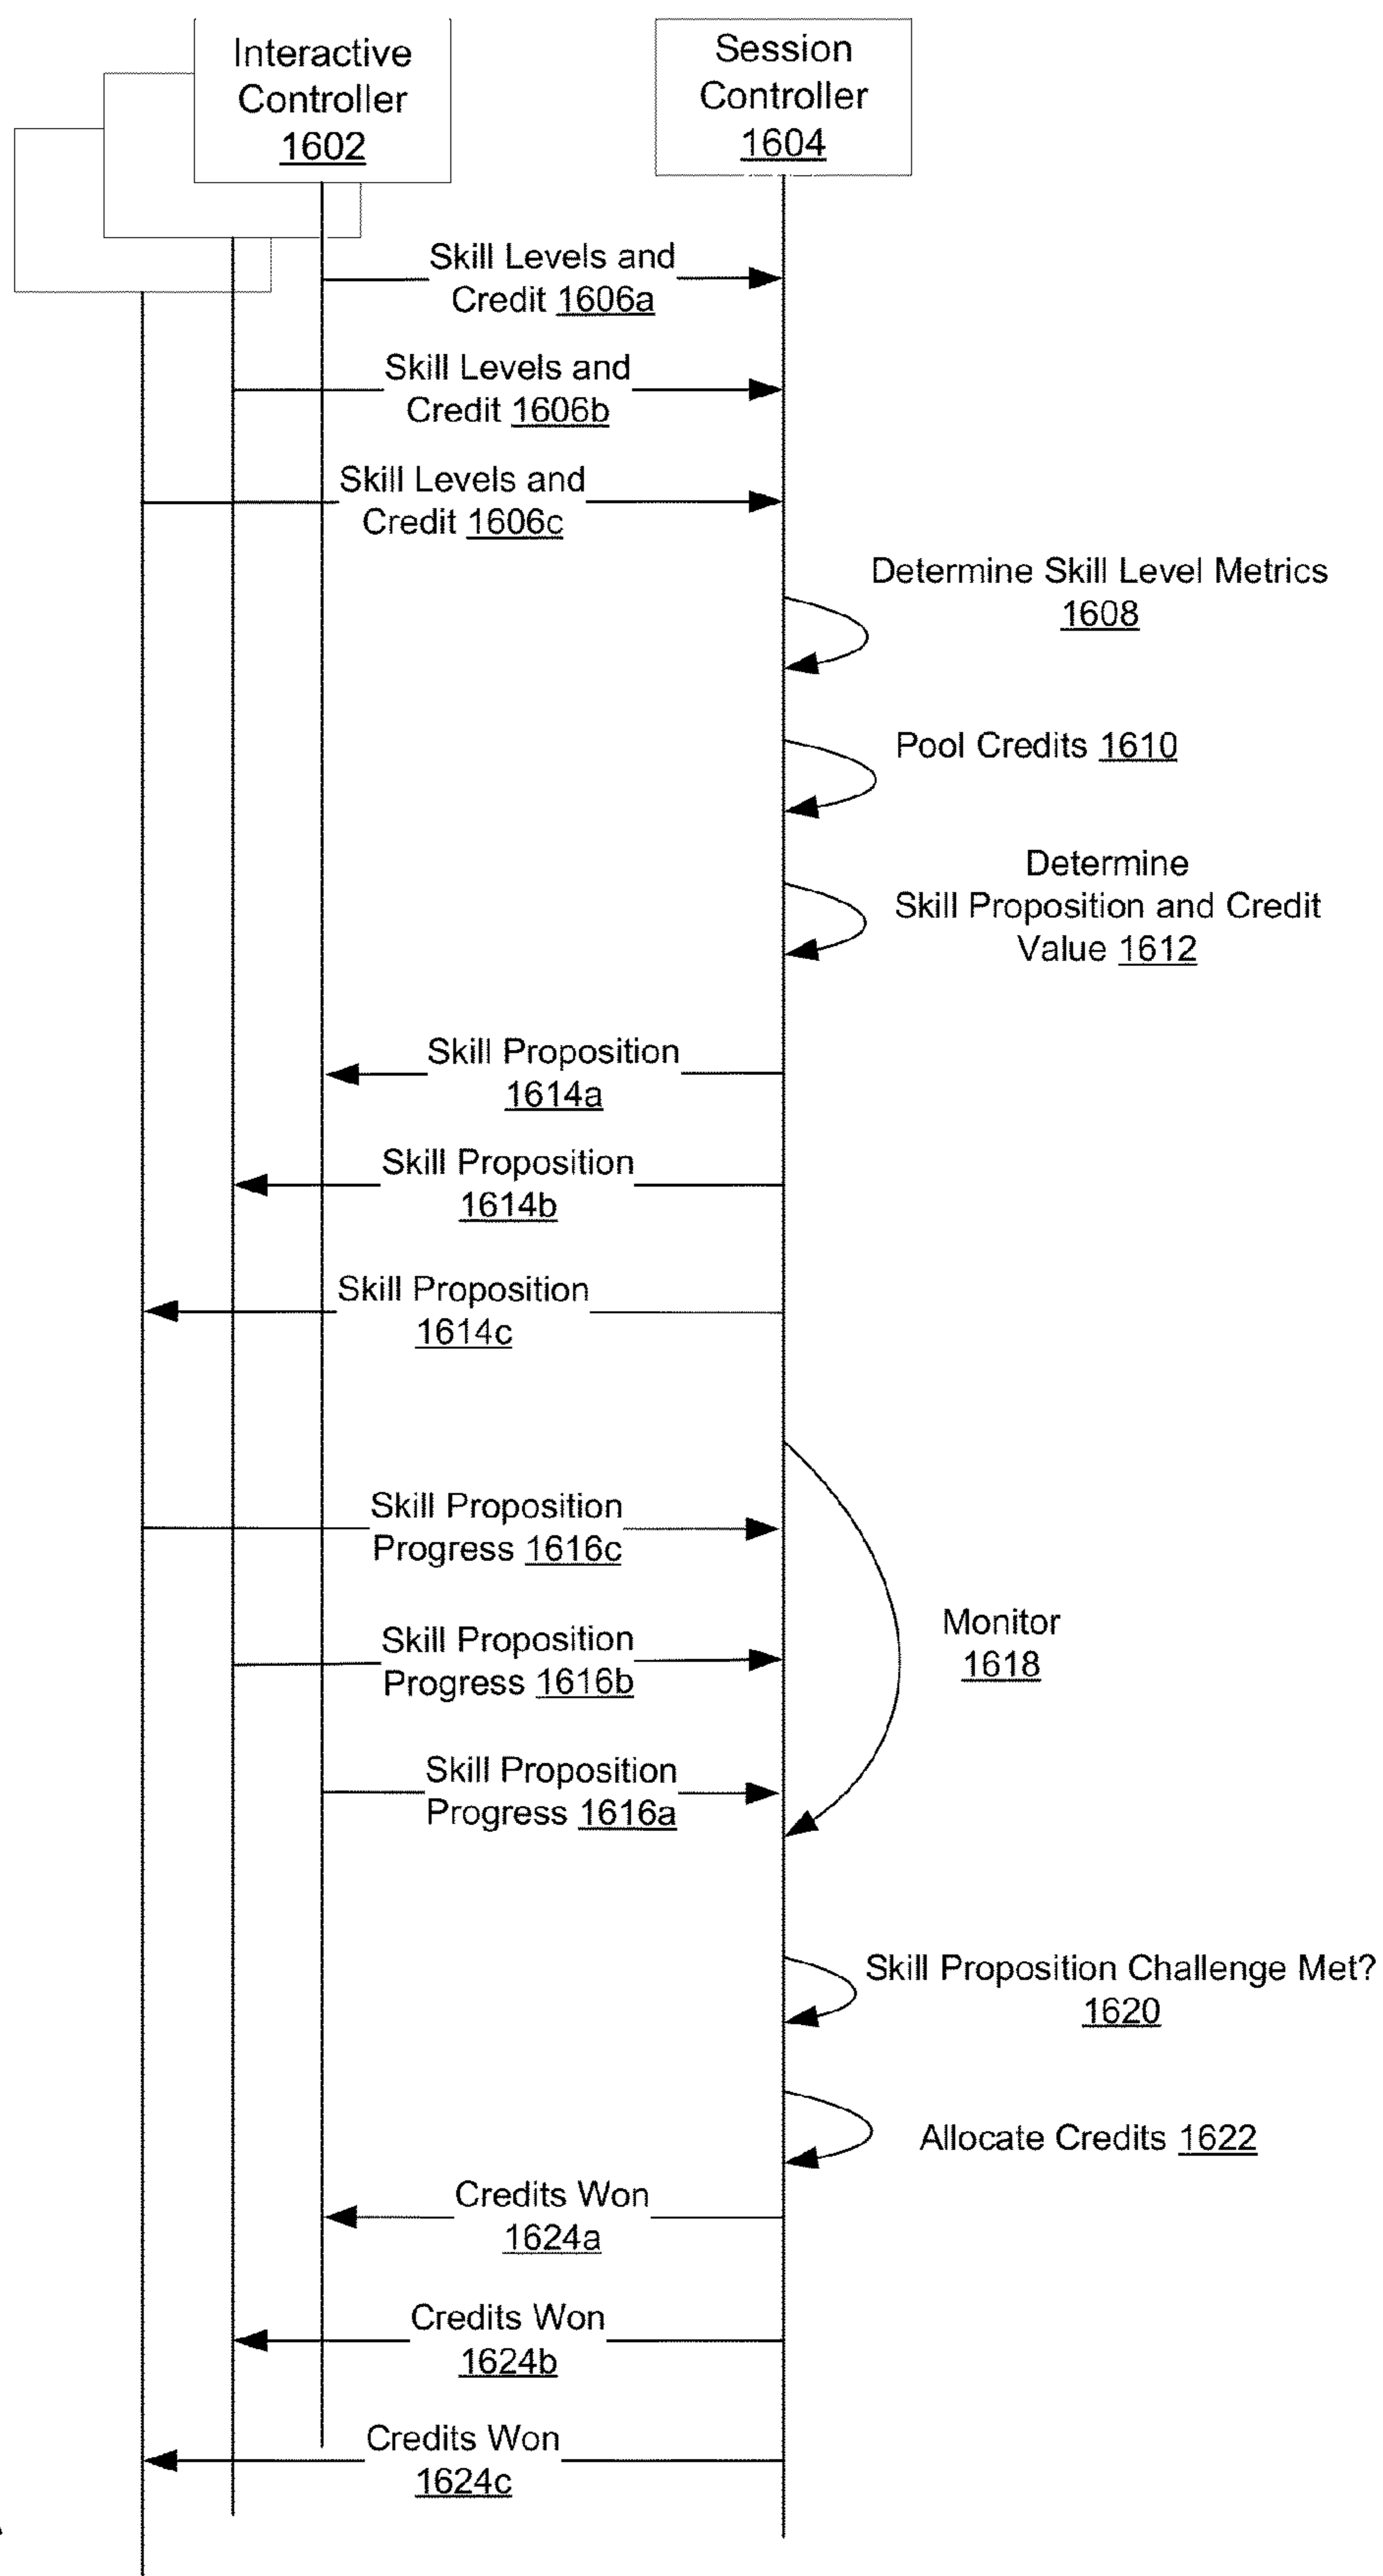 Interactive
Controller
1602
Session
Controller
1604
Skill Levels and
Credit 1606a
Skill Levels and
Credit 1606b
Skill Levels and
Credit 1606c
Determine Skill Level Metrics
1608
Pool Credits 1610
Determine
Skill Proposition and Credit
Value 1612
Skill Proposition
1614a
Skill Proposition
1614b
Skill Proposition
1614c
Skill Proposition
Progress 1616c
Monitor
1618
Skill Proposition
Progress 1616b
Skill Proposition
Progress 1616a
Skill Proposition Challenge Met?
1620
Allocate Credits 1622
Credits Won
1624a
Credits Won
1624b
Credits Won
1624c